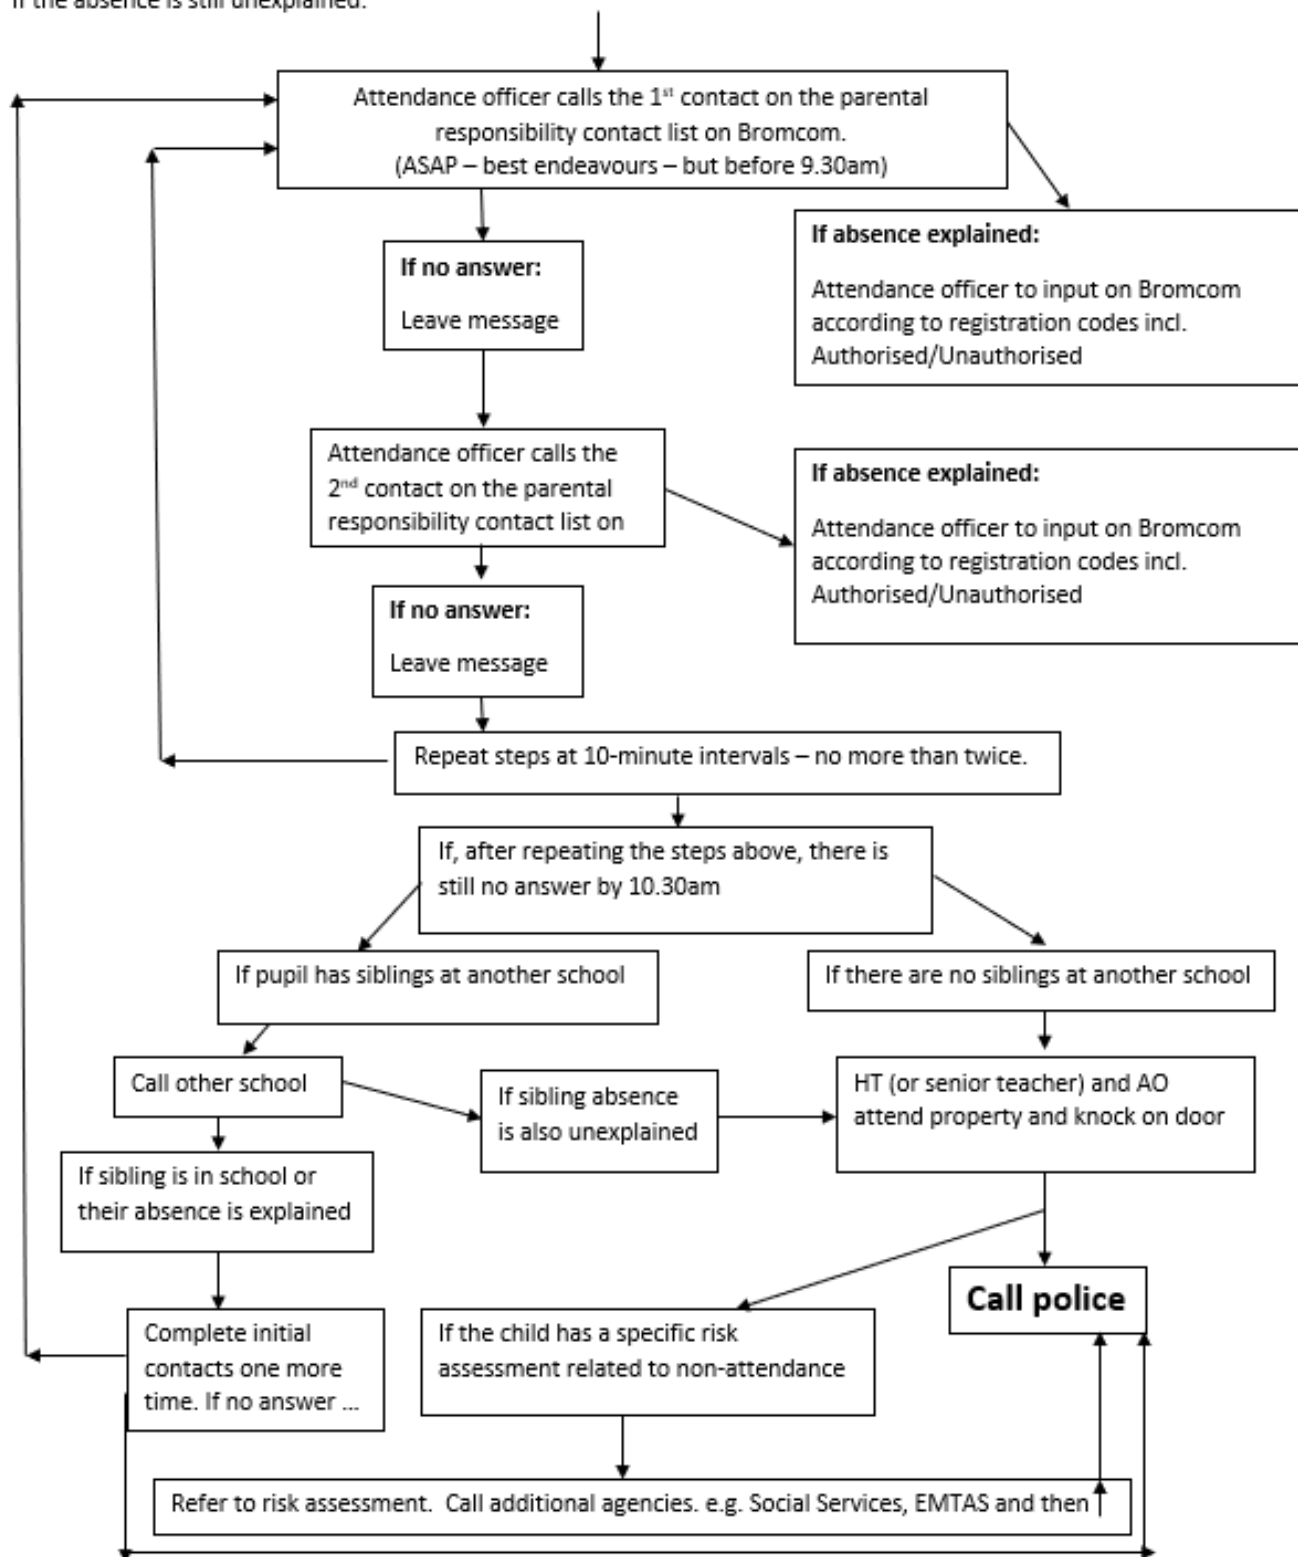 If the absence is still unexplained:
Attendance officer calls the 1st contact on the parental
responsibility contact list on Bromcom.
(ASAP – best endeavours – but before 9.30am)
If absence explained:
Attendance officer to input on Bromcom
according to registration codes incl.
Authorised/Unauthorised
If no answer:
Leave message
Attendance officer calls the
2nd contact on the parental
responsibility contact list on
If absence explained:
Attendance officer to input on Bromcom
according to registration codes incl.
Authorised/Unauthorised
If no answer:
Leave message
Repeat steps at 10-minute intervals – no more than twice.
If, after repeating the steps above, there is
still no answer by 10.30am
If pupil has siblings at another school
If there are no siblings at another school
Call other school
If sibling absence
is also unexplained
HT (or senior teacher) and AO
attend property and knock on door
If sibling is in school or
their absence is explained
Call police
Complete initial
contacts one more
time. If no answer ...
If the child has a specific risk
assessment related to non-attendance
Refer to risk assessment.  Call additional agencies. e.g. Social Services, EMTAS and then